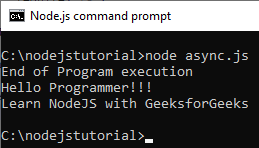 Node.js command prompt
C:\nodejstutorial>node async.js
End of Program execution
Hello Programmer!!!
Learn NodeJS with GeeksforGeeks
C:\nodejstutorial>